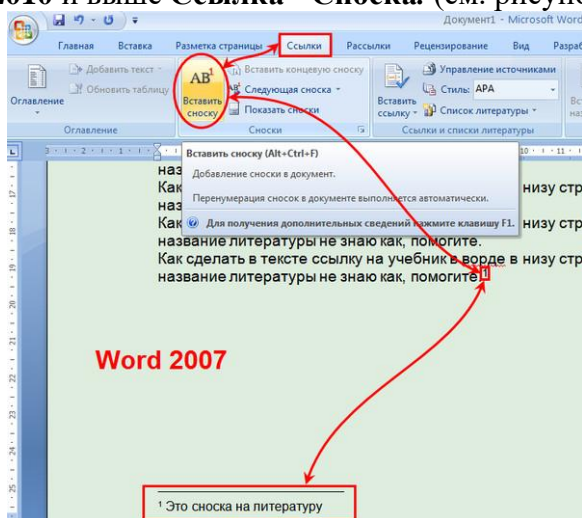 2010 и выше Ссылка - Сноска. (см. рисунок
Документ1 - Microsoft Word
Главная Вставка Разметка страницы Ссылки Рассылки Рецензирование Вид Разраб
Добавить текст
Обновить таблицу
Оглавление
Оглавление
AB¹
Вставить сноску
Вставить концевую сноску
Следующая сноска
Показать сноски
Сноски
Вставить ссылку
Управление источниками
Стиль: APA
Список литературы
Ссылки и списки литературы
Вставить сноску (Alt+Ctrl+F)
Добавление сноски в документ.
Перенумерация сносок в документе выполняется автоматически.
Для получения дополнительных сведений нажмите клавишу F1.
наз
Как низу стр
наз
Как низу стр
название литературы не знаю как, помогите.
Как сделать в тексте ссылку на учебник в ворде в низу стр
название литературы не знаю как, помогите.¹
Word 2007
¹ Это сноска на литературу